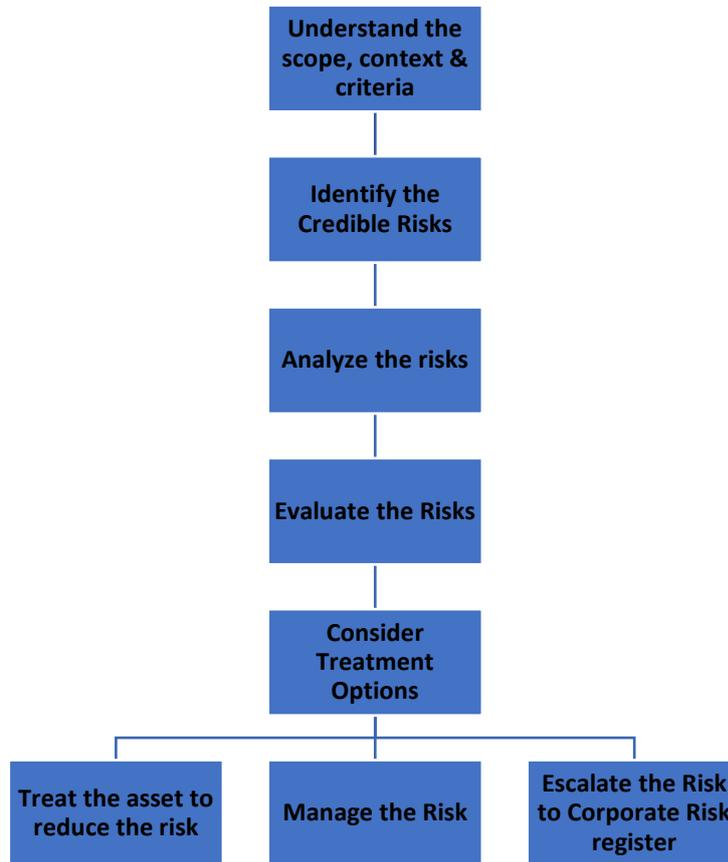 Understand the
scope, context &
criteria
Identify the
Credible Risks
Analyze the risks
Evaluate the Risks
Consider
Treatment
Options
Treat the asset to
reduce the risk
Manage the Risk
Escalate the Risk
to Corporate Risk
register